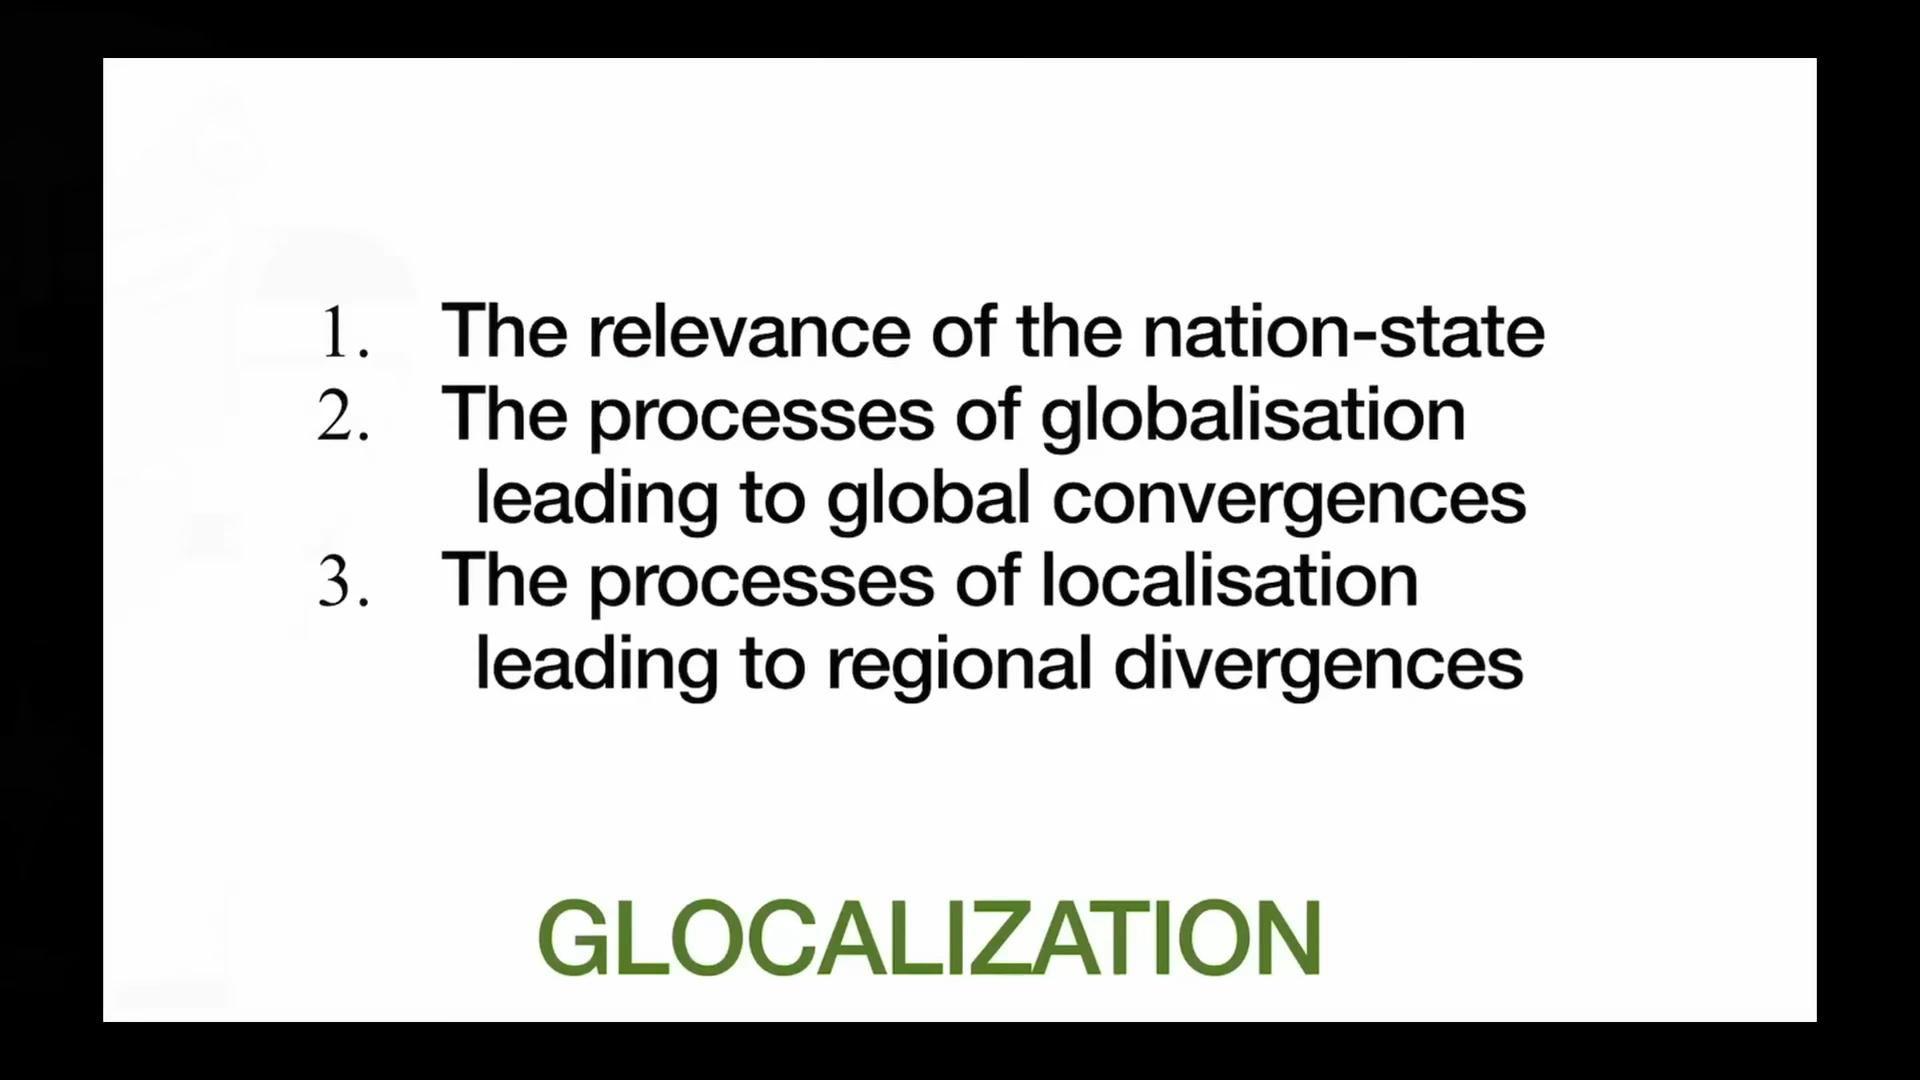 1. The relevance of the nation-state
2. The processes of globalisation
leading to global convergences
3. The processes of localisation
leading to regional divergences
GLOCALIZATION